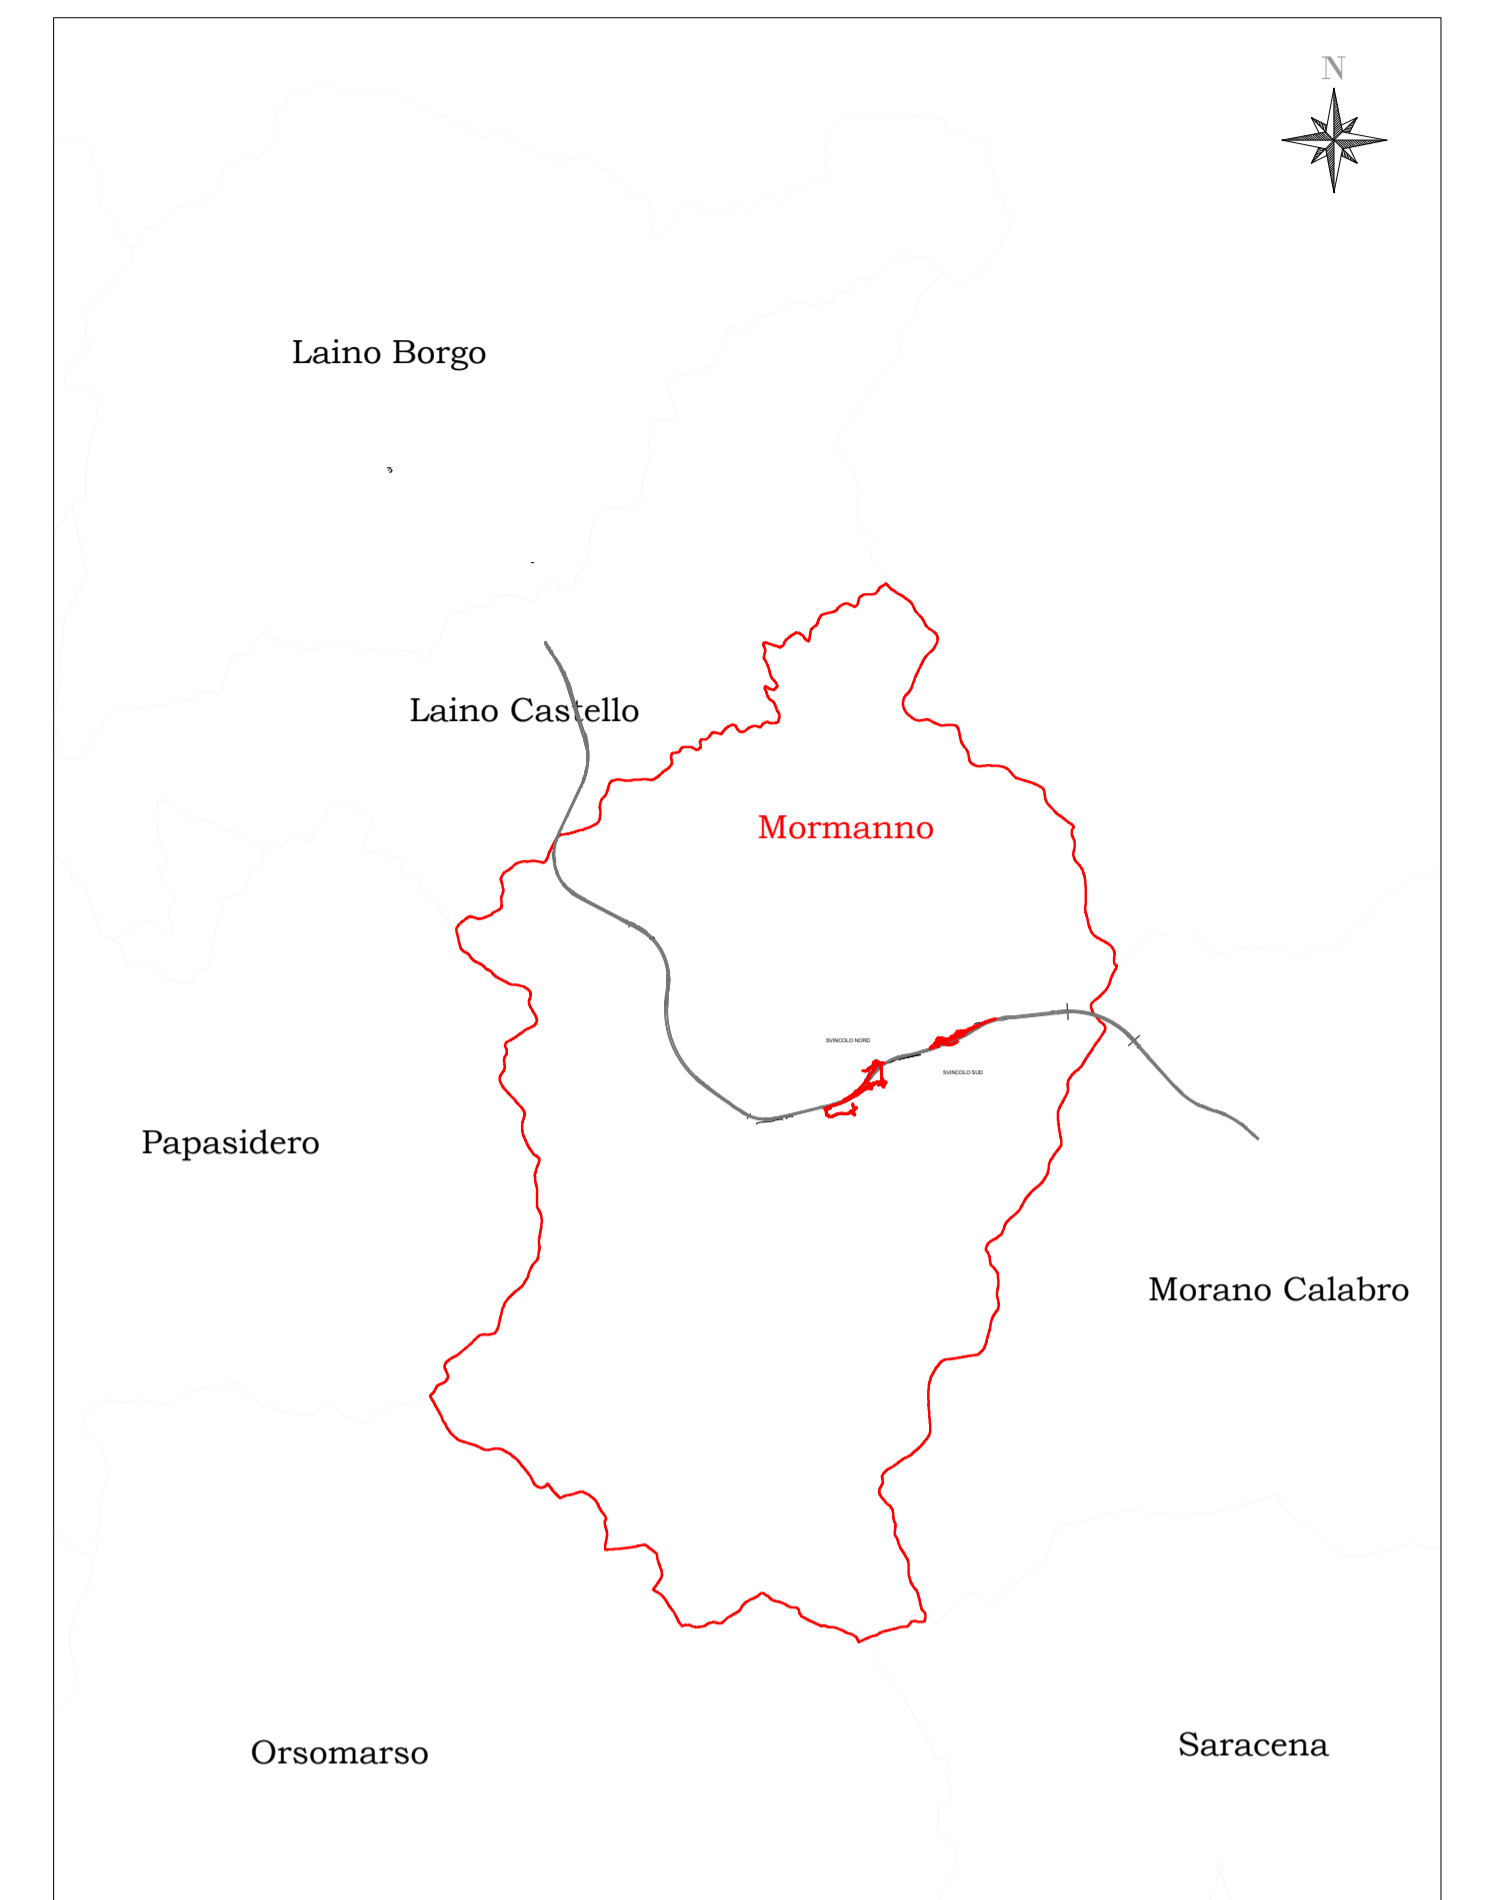 N
Laino Borgo
Laino Castello
Mormanno
SVINCOLO NORD
SVINCOLO SUD
Papasidero
Morano Calabro
Saracena
Orsomarso